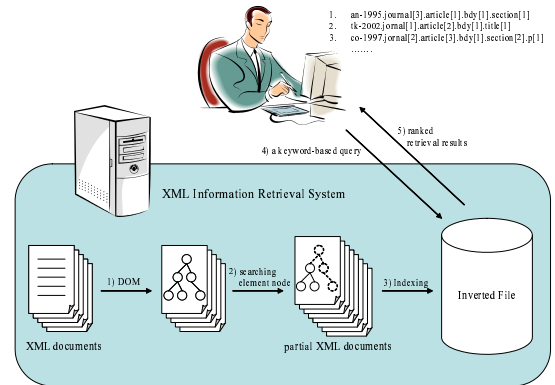 1. an-1995.journal[3].article[1].bdy[1].section[1]
2. tk-2002.jornal[1].article[2].bdy[1].title[1]
3. co-1997.jornal[2].article[3].bdy[1].section[2].p[1]
.......
5) ranked
retrieval results
4) a keyword-based query
XML Information Retrieval System
1) DOM
2) searching
element node
3) Indexing
Inverted File
XML documents
partial XML documents